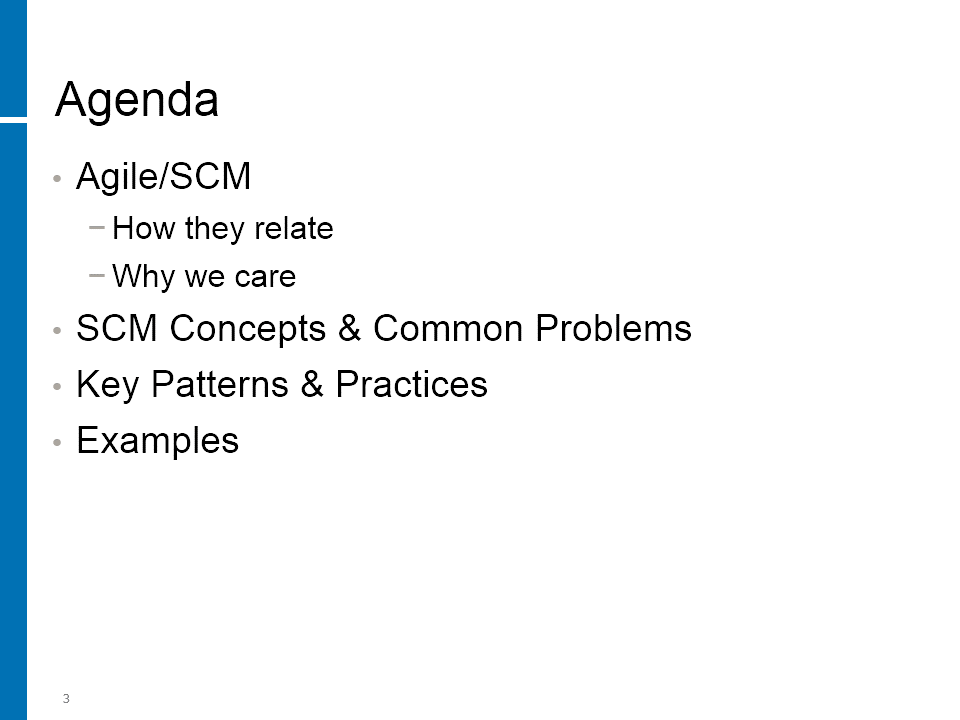 Agenda
• Agile/SCM
− How they relate
− Why we care
• SCM Concepts & Common Problems
• Key Patterns & Practices
• Examples
3